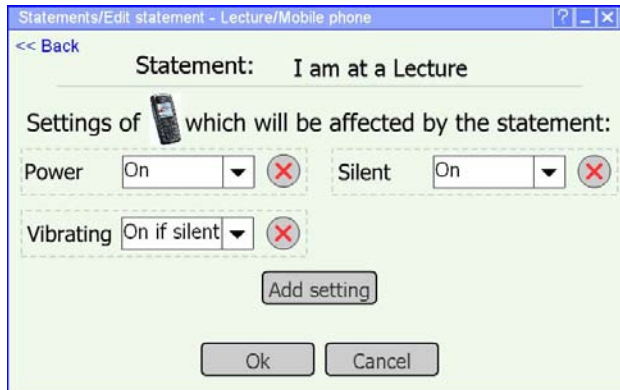 Statements/Edit statement - Lecture/Mobile phone
<< Back
Statement: I am at a Lecture
Settings of which will be affected by the statement:
Power On Silent On
Vibrating On if silent
Add setting
Ok Cancel